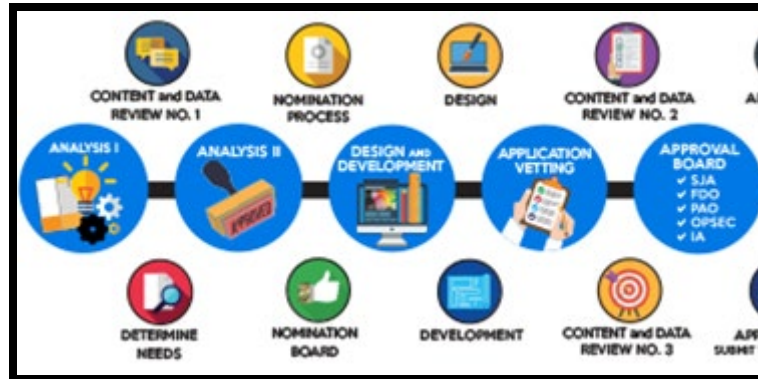 CONTENT and DATA
REVIEW NO. 1
NOMINATION
PROCESS
DESIGN
CONTENT and DATA
REVIEW NO. 2
ANALYSIS I
ANALYSIS II
APPROVED
DESIGN AND
DEVELOPMENT
APPLICATION
VETTING
APPROVAL
BOARD
✓ SJA
✓ FDO
✓ PAO
✓ OPSEC
✓ IA
DETERMINE
NEEDS
NOMINATION
BOARD
DEVELOPMENT
CONTENT and DATA
REVIEW NO. 3
SUBMIT